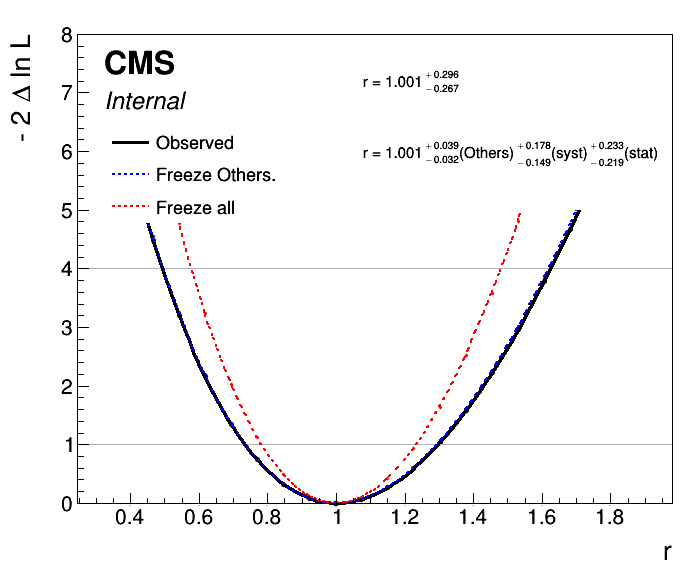 - 2 Δ ln L
8
7
6
5
4
3
2
1
0
CMS
Internal
Observed
Freeze Others.
Freeze all
r = 1.001 +0.296 −0.267
r = 1.001 +0.039 −0.032 (Others) +0.178 −0.149 (syst) +0.233 −0.219 (stat)
0.4 0.6 0.8 1 1.2 1.4 1.6 1.8
r